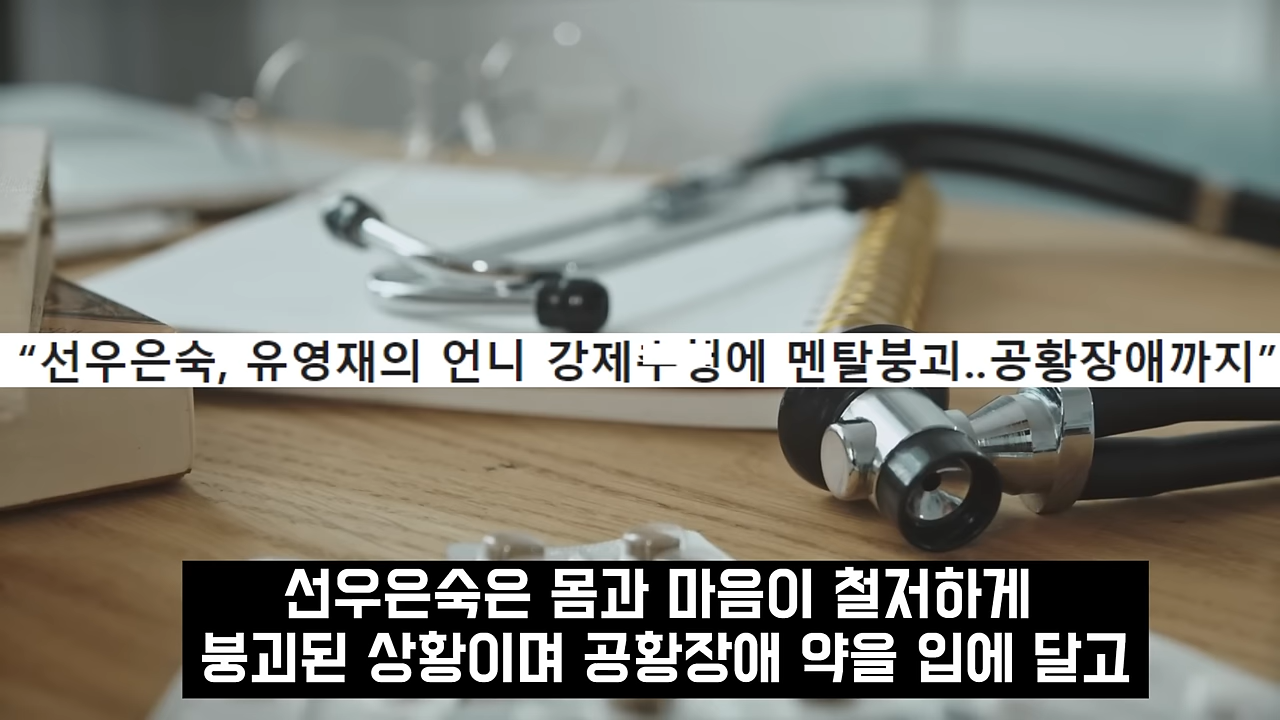 “선우은숙, 유영재의 언니 멘탈붕괴..공황장애까지”
선우은숙은 몸과 마음이 철저하게
붕괴된 상황이며 공황장애 약을 입에 달고